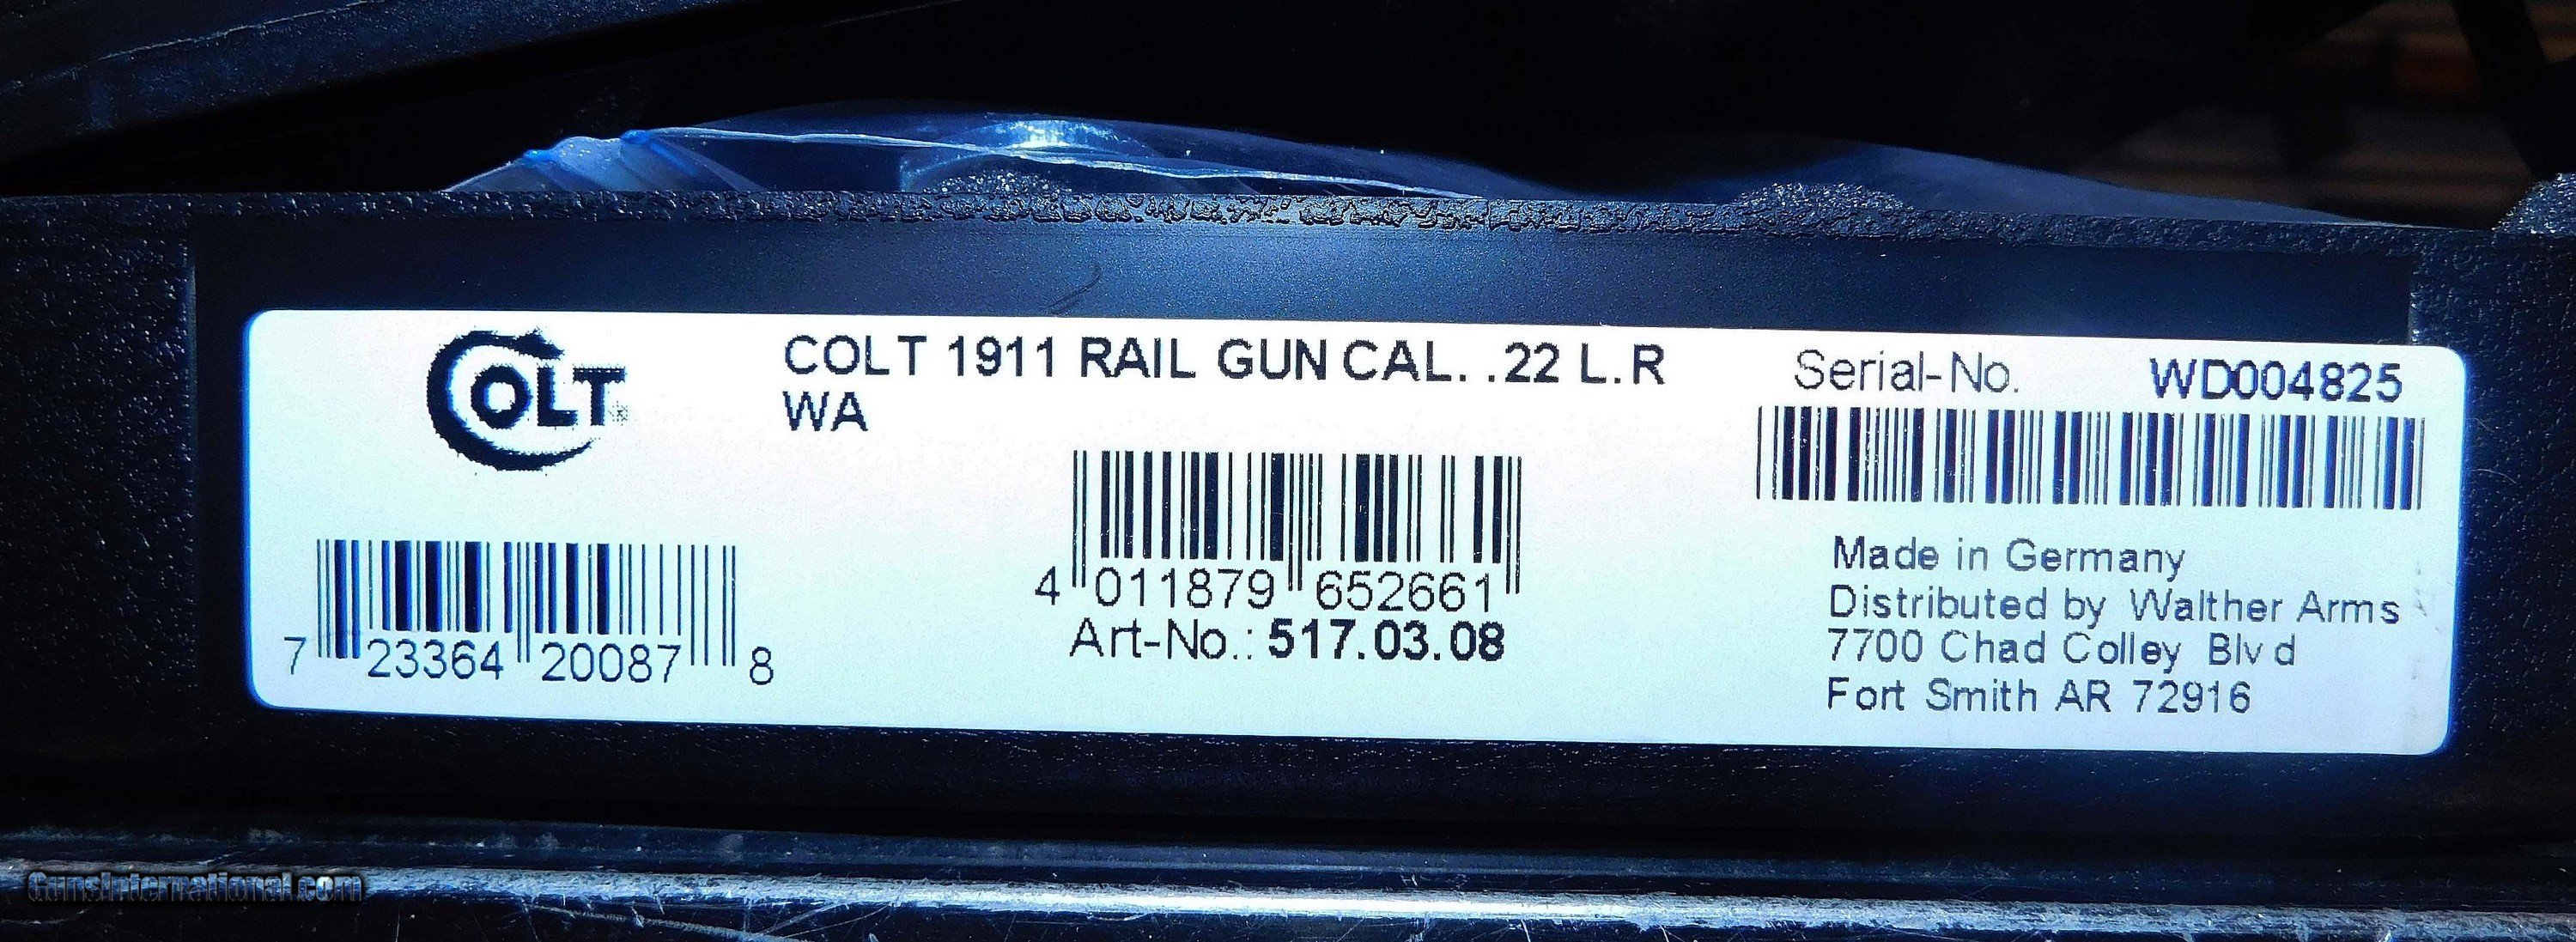 COLT
COLT 1911 RAIL GUN CAL. .22 L.R
WA
Serial-No. WD004825
4 011879 652661
Art-No.: 517.03.08
7 23364 20087 8
Made in Germany
Distributed by Walther Arms
7700 Chad Colley Blvd
Fort Smith AR 72916
GunsInternational.com